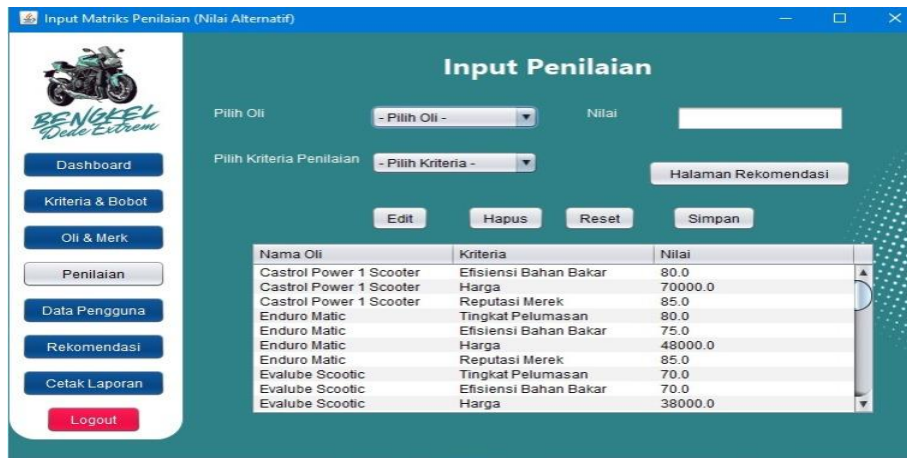 Input Matriks Penilaian (Nilai Alternatif)
BENGKEL
Dede Extrem
Dashboard
Kriteria & Bobot
Oli & Merk
Penilaian
Data Pengguna
Rekomendasi
Cetak Laporan
Logout
Input Penilaian
Pilih Oli
- Pilih Oli -
Nilai
Pilih Kriteria Penilaian
- Pilih Kriteria -
Halaman Rekomendasi
Edit
Hapus
Reset
Simpan
Nama Oli Kriteria Nilai
Castrol Power 1 Scooter Efisiensi Bahan Bakar 80.0
Castrol Power 1 Scooter Harga 70000.0
Castrol Power 1 Scooter Reputasi Merek 85.0
Enduro Matic Tingkat Pelumasan 80.0
Enduro Matic Efisiensi Bahan Bakar 75.0
Enduro Matic Harga 48000.0
Enduro Matic Reputasi Merek 85.0
Evalube Scootic Tingkat Pelumasan 70.0
Evalube Scootic Efisiensi Bahan Bakar 70.0
Evalube Scootic Harga 38000.0